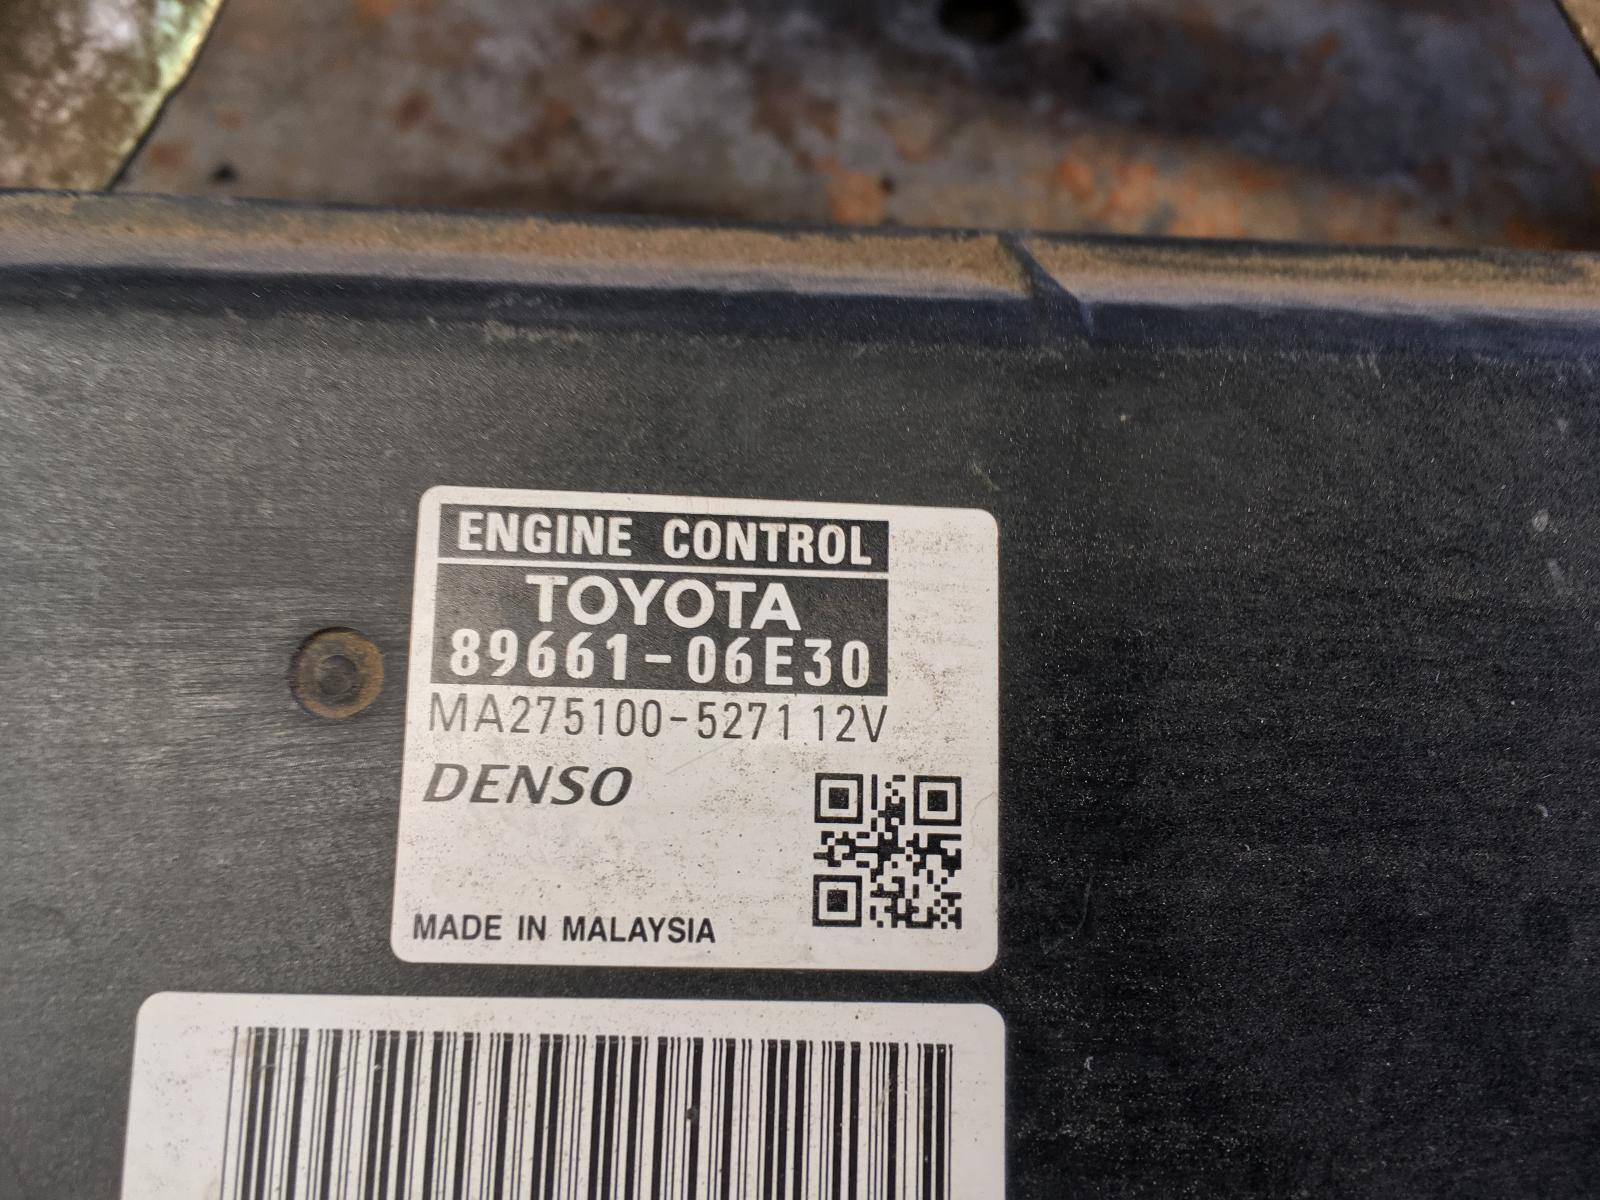 ENGINE CONTROL
TOYOTA
89661-06E30
MA275100-5271 12V
DENSO
MADE IN MALAYSIA